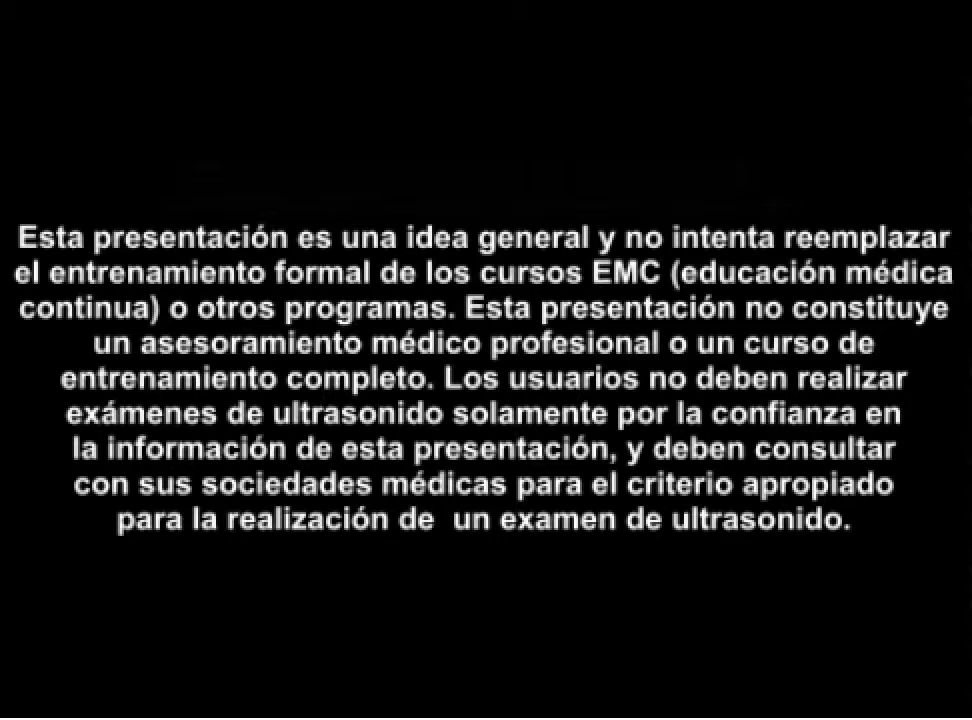 Esta presentación es una idea general y no intenta reemplazar
el entrenamiento formal de los cursos EMC (educación médica
continua) o otros programas. Esta presentación no constituye
un asesoramiento médico profesional o un curso de
entrenamiento completo. Los usuarios no deben realizar
exámenes de ultrasonido solamente por la confianza en
la información de esta presentación, y deben consultar
con sus sociedades médicas para el criterio apropiado
para la realización de  un examen de ultrasonido.